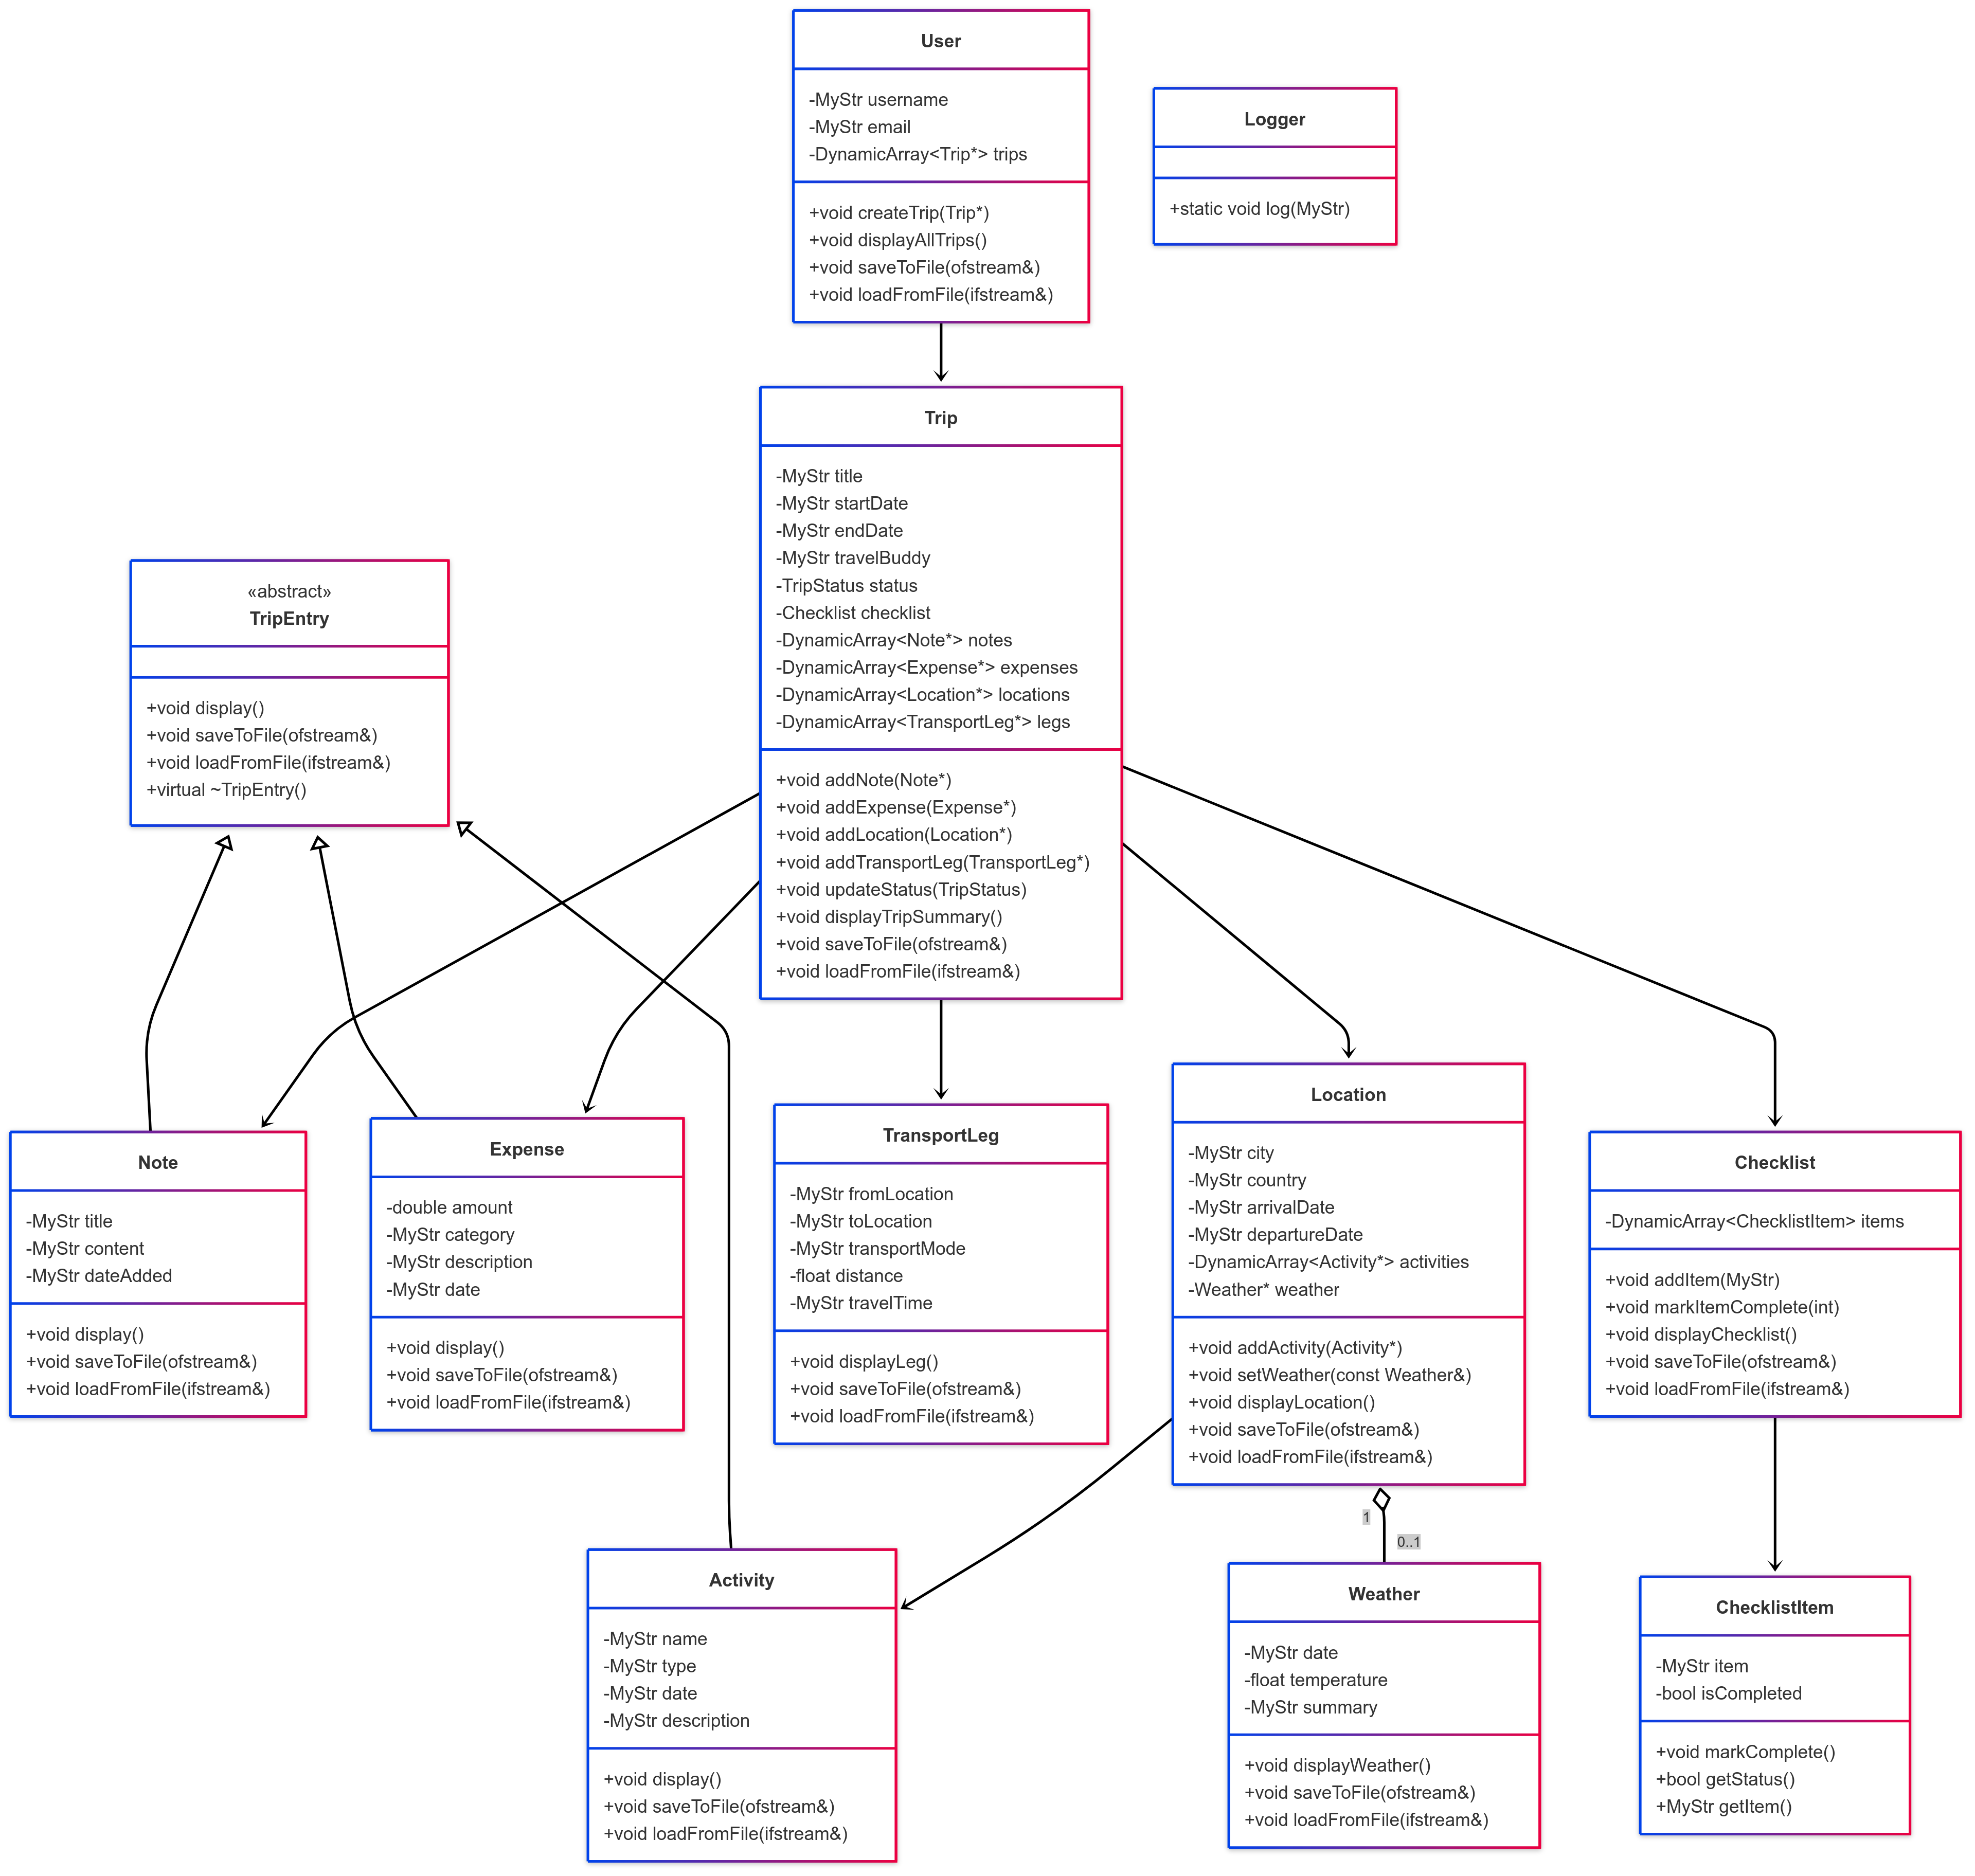 User
-MyStr username
-MyStr email
-DynamicArray<Trip*> trips
+void createTrip(Trip*)
+void displayAllTrips()
+void saveToFile(ofstream&)
+void loadFromFile(ifstream&)
Logger
+static void log(MyStr)
Trip
-MyStr title
-MyStr startDate
-MyStr endDate
-MyStr travelBuddy
-TripStatus status
-Checklist checklist
-DynamicArray<Note*> notes
-DynamicArray<Expense*> expenses
-DynamicArray<Location*> locations
-DynamicArray<TransportLeg*> legs
+void addNote(Note*)
+void addExpense(Expense*)
+void addLocation(Location*)
+void addTransportLeg(TransportLeg*)
+void updateStatus(TripStatus)
+void displayTripSummary()
+void saveToFile(ofstream&)
+void loadFromFile(ifstream&)
«abstract»
TripEntry
+void display()
+void saveToFile(ofstream&)
+void loadFromFile(ifstream&)
+virtual ~TripEntry()
Note
-MyStr title
-MyStr content
-MyStr dateAdded
+void display()
+void saveToFile(ofstream&)
+void loadFromFile(ifstream&)
Expense
-double amount
-MyStr category
-MyStr description
-MyStr date
+void display()
+void saveToFile(ofstream&)
+void loadFromFile(ifstream&)
TransportLeg
-MyStr fromLocation
-MyStr toLocation
-MyStr transportMode
-float distance
-MyStr travelTime
+void displayLeg()
+void saveToFile(ofstream&)
+void loadFromFile(ifstream&)
Location
-MyStr city
-MyStr country
-MyStr arrivalDate
-MyStr departureDate
-DynamicArray<Activity*> activities
-Weather* weather
+void addActivity(Activity*)
+void setWeather(const Weather&)
+void displayLocation()
+void saveToFile(ofstream&)
+void loadFromFile(ifstream&)
Checklist
-DynamicArray<ChecklistItem> items
+void addItem(MyStr)
+void markItemComplete(int)
+void displayChecklist()
+void saveToFile(ofstream&)
+void loadFromFile(ifstream&)
1
0..1
Activity
-MyStr name
-MyStr type
-MyStr date
-MyStr description
+void display()
+void saveToFile(ofstream&)
+void loadFromFile(ifstream&)
Weather
-MyStr date
-float temperature
-MyStr summary
+void displayWeather()
+void saveToFile(ofstream&)
+void loadFromFile(ifstream&)
ChecklistItem
-MyStr item
-bool isCompleted
+void markComplete()
+bool getStatus()
+MyStr getItem()